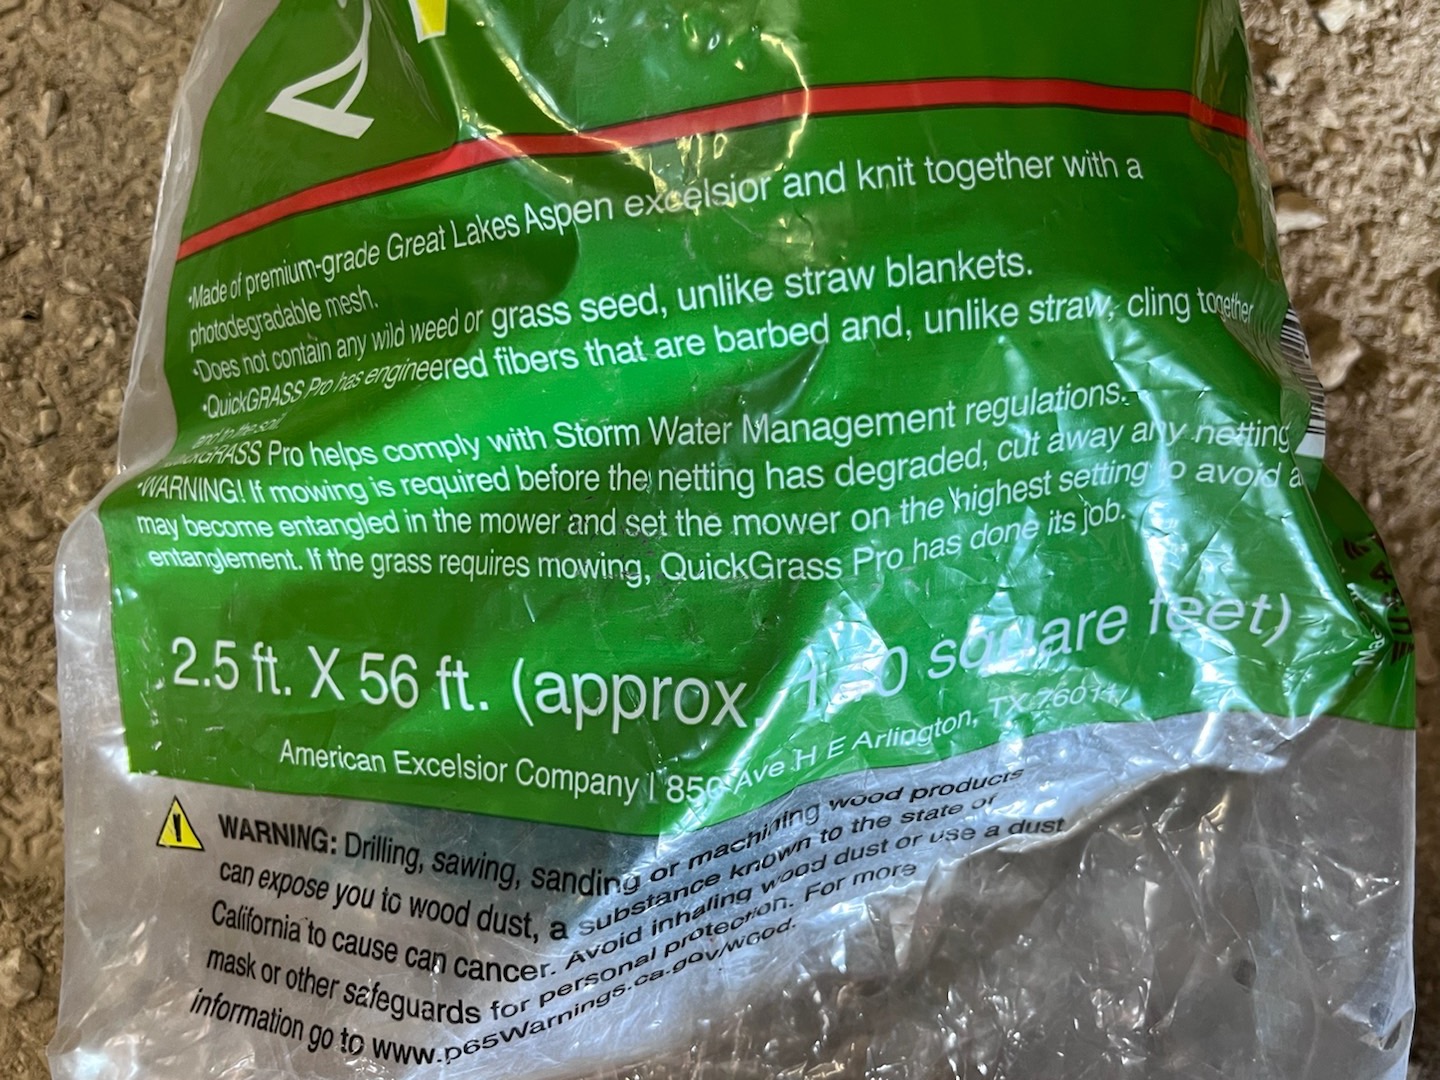 •Made of premium-grade Great Lakes Aspen excelsior and knit together with a
photodegradable mesh.
•Does not contain any wild weed or grass seed, unlike straw blankets.
•QuickGRASS Pro has engineered fibers that are barbed and, unlike straw, cling together
and to the soil.
Pro helps comply with Storm Water Management regulations.
•WARNING! If mowing is required before the netting has degraded, cut away any netting
may become entangled in the mower and set the mower on the highest setting to avoid
entanglement. If the grass requires mowing, QuickGrass Pro has done its job.
2.5 ft. X 56 ft. (approx. square feet)
American Excelsior Company | Ave H E Arlington, TX
WARNING: Drilling, sawing, sanding or machining wood products
can expose you to wood dust, a substance known to the state of
California to cause can cancer. Avoid inhaling wood dust or use a dust
mask or other safeguards for personal protection. For more
information go to www.p65Warnings.ca.gov/wood.